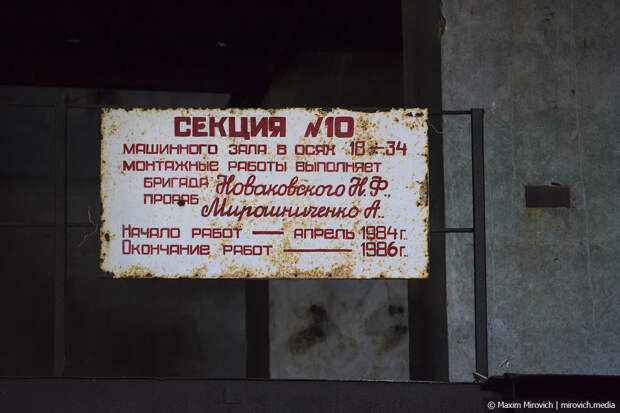 СЕКЦИЯ №10
МАШИННОГО ЗАЛА В ОСЯХ 18–34
МОНТАЖНЫЕ РАБОТЫ ВЫПОЛНЯЕТ
БРИГАДА Новаковского Н.Ф.,
ПРОРАБ Мирошниченко А..
НАЧАЛО РАБОТ — АПРЕЛЬ 1984г.
ОКОНЧАНИЕ РАБОТ — 1986г.
© Maxim Mirovich | mirovich.media